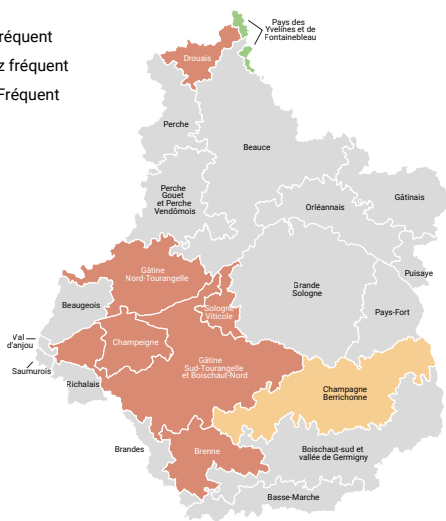 réquent
z fréquent
Fréquent
Pays des
Yvelines et de
Fontainebleau
Drouais
Perche
Beauce
Perche
Gouet
et Perche
Vendômois
Orléannais
Gâtinais
Puisaye
Gâtine
Nord-Tourangelle
Grande
Sologne
Beaugeois
Sologne
Viticole
Pays-Fort
Val
d'anjou
Champeigne
Saumurois
Gâtine
Sud-Tourangelle
et Boischaut-Nord
Richalais
Champagne
Berrichonne
Brandes
Brenne
Boischaut-sud et
vallée de Germigny
Basse-Marche